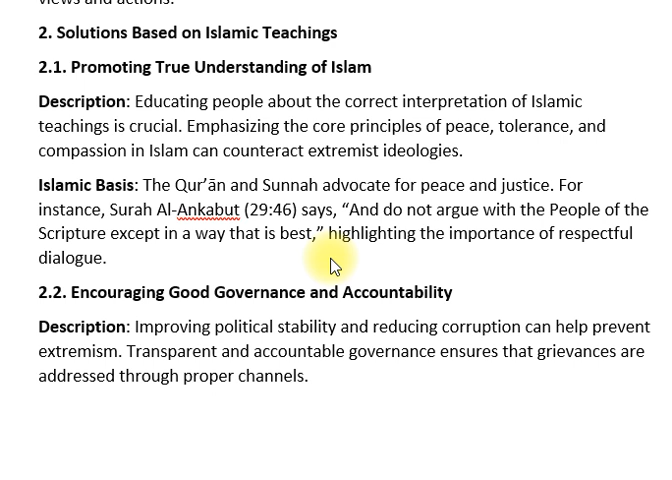 views and actions.
2. Solutions Based on Islamic Teachings
2.1. Promoting True Understanding of Islam
Description: Educating people about the correct interpretation of Islamic
teachings is crucial. Emphasizing the core principles of peace, tolerance, and
compassion in Islam can counteract extremist ideologies.
Islamic Basis: The Qur’ān and Sunnah advocate for peace and justice. For
instance, Surah Al-Ankabut (29:46) says, “And do not argue with the People of the
Scripture except in a way that is best,” highlighting the importance of respectful
dialogue.
2.2. Encouraging Good Governance and Accountability
Description: Improving political stability and reducing corruption can help prevent
extremism. Transparent and accountable governance ensures that grievances are
addressed through proper channels.